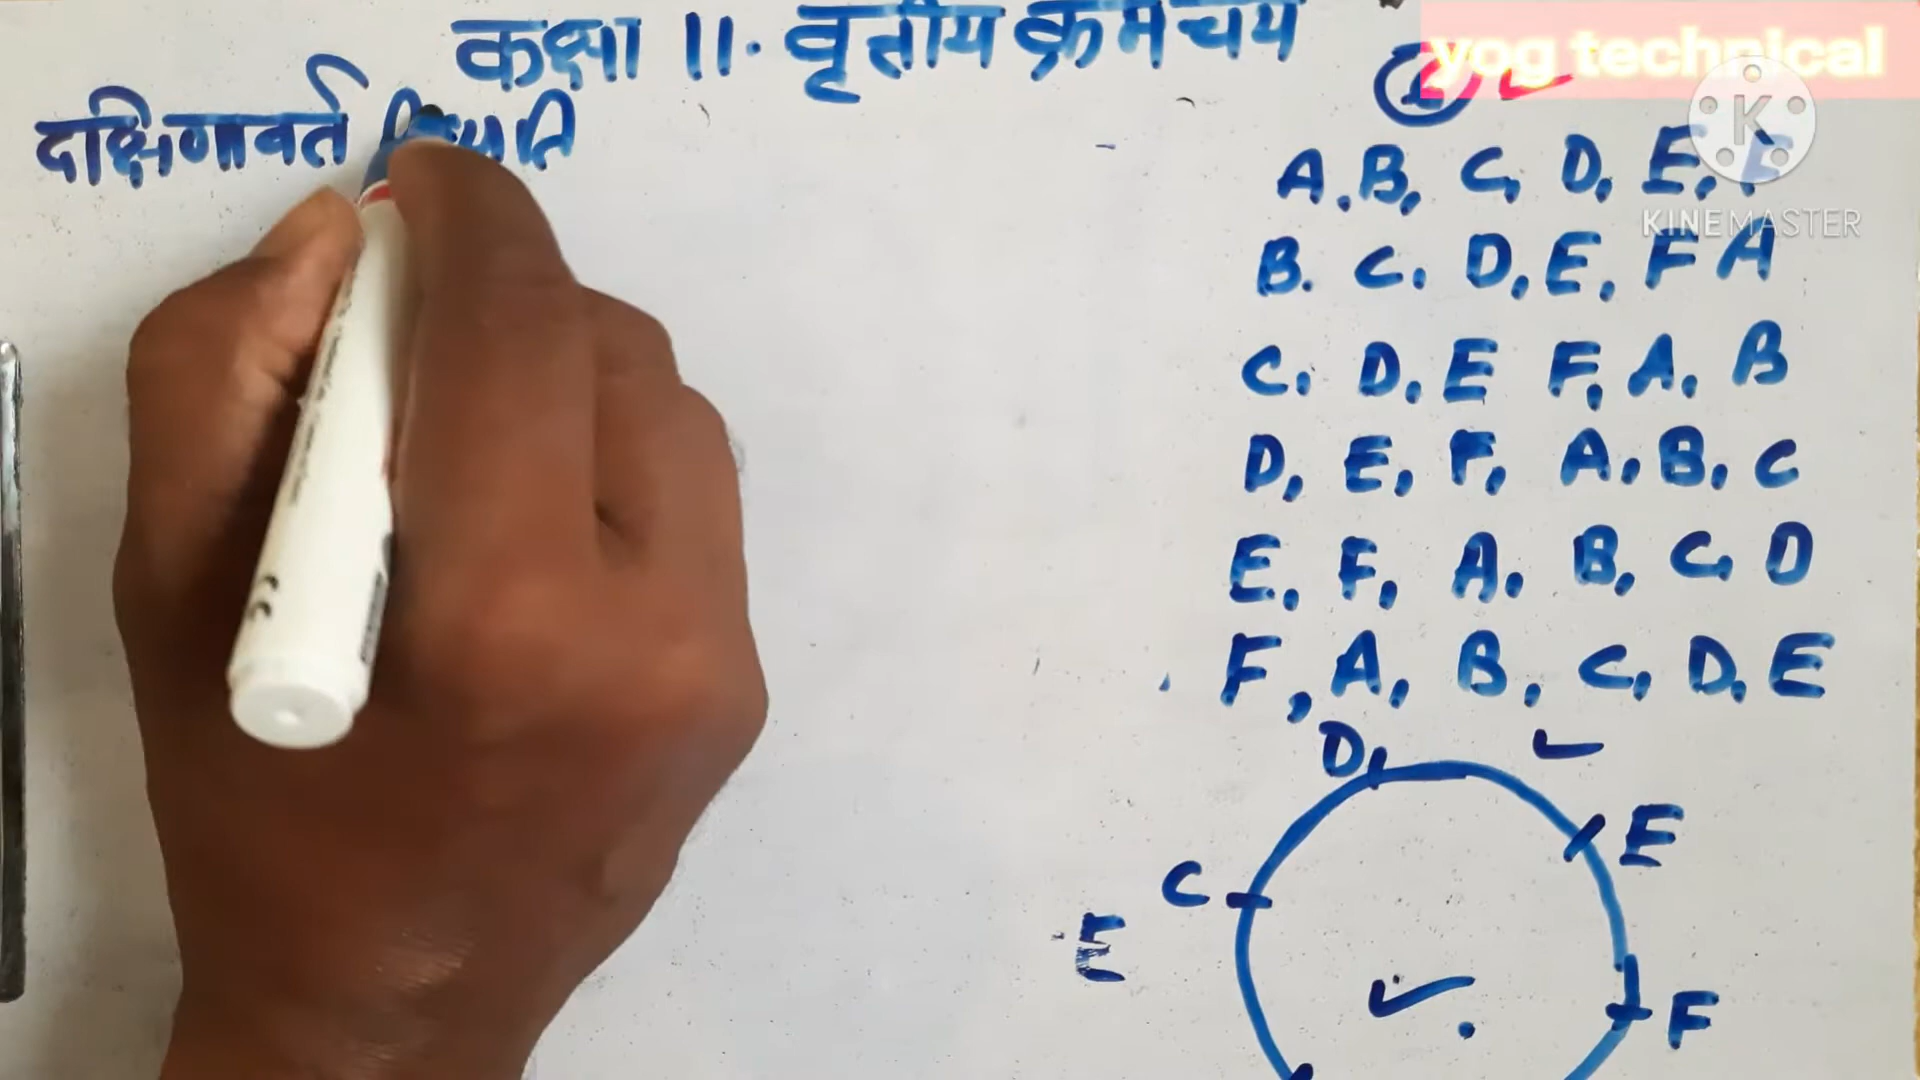 कक्षा 11. वृतीय क्रमचय
yog technical
दक्षिणावर्त
A, B, C, D, E, F
KINEMASTER
B. C, D, E, F A
C, D, E F, A, B
D, E, F, A, B, C
E, F, A, B, C, D
F, A, B, C, D, E
D,
E
C
E
F